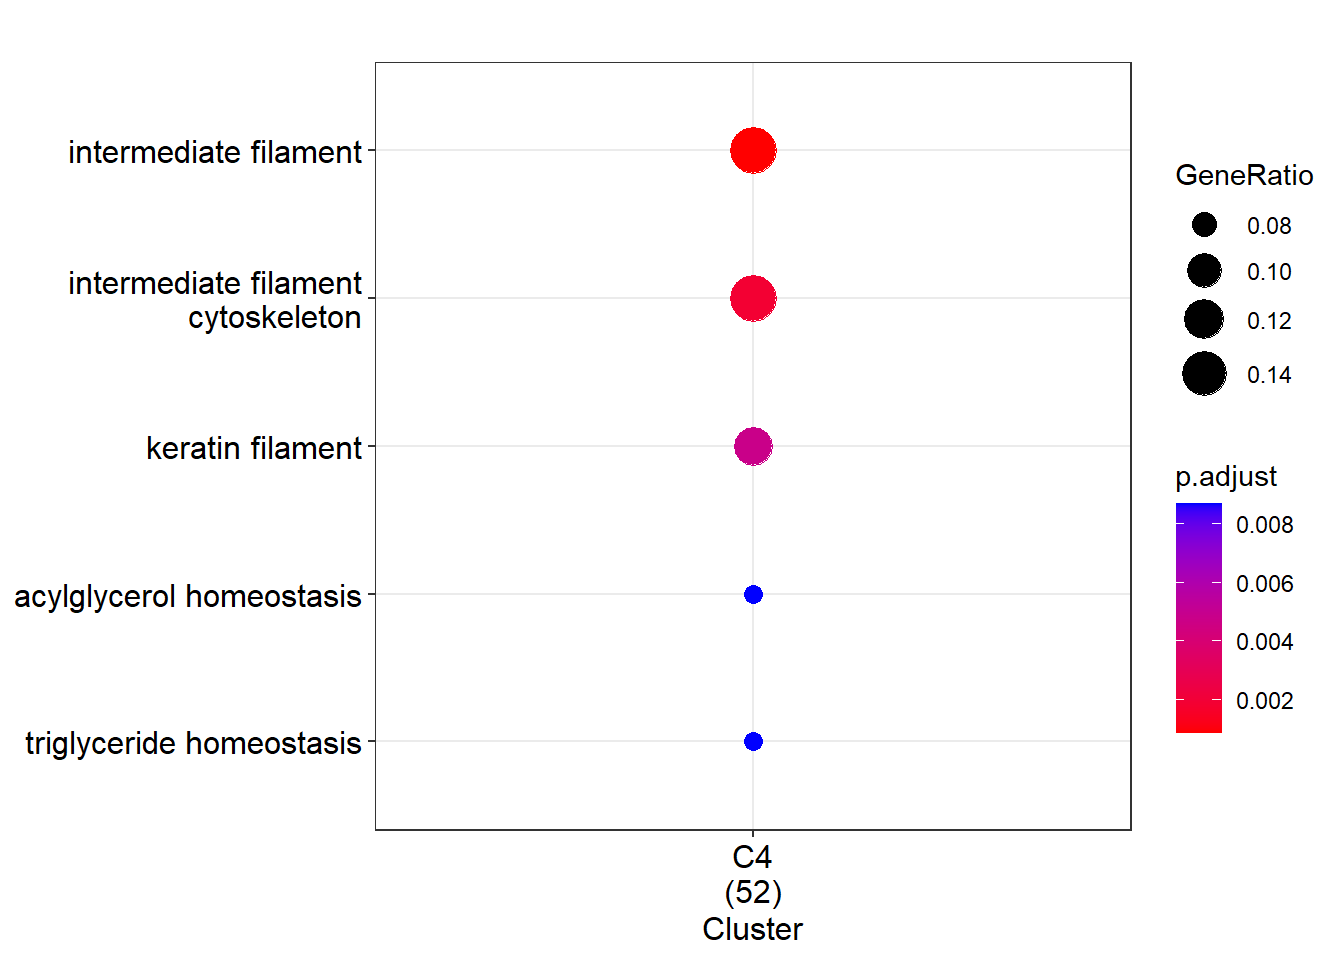 intermediate filament
intermediate filament
cytoskeleton
keratin filament
acylglycerol homeostasis
triglyceride homeostasis
C4
(52)
Cluster
GeneRatio
0.08
0.10
0.12
0.14
p.adjust
0.008
0.006
0.004
0.002